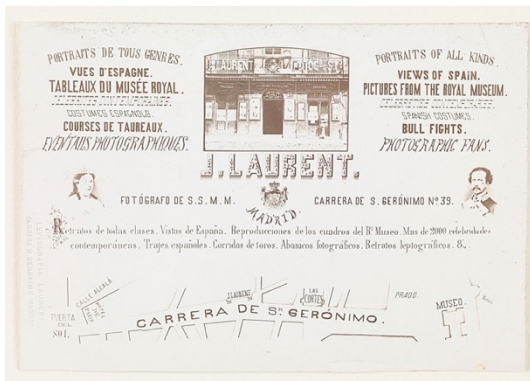 PORTRAITS DE TOUS GENRES.
VUES D'ESPAGNE.
TABLEAUX DU MUSÉE ROYAL.
COSTUMES ESPAGNOLS.
COURSES DE TAUREAUX.
EVENTAILS PHOTOGRAPHIQUES.
J. LAURENT
FOTOG
PORTRAITS OF ALL KINDS.
VIEWS OF SPAIN.
PICTURES FROM THE ROYAL MUSEUM.
SPANISH COSTUMES.
BULL FIGHTS.
PHOTOGRAPHIC FANS.
J. LAURENT.
FOTÓGRAFO DE S.S.M.M.
MADRID
CARRERA DE S. GERÓNIMO Nº 39.
Retratos de todas clases. Vistas de España. Reproducciones de los cuadros del Rl. Museo. Mas de 2000 celebridades
contemporáneas. Trajes españoles. Corridas de toros. Abanicos fotográficos. Retratos leptográficos. &.
PUERTA
DEL
SOL.
CALLE ALCALÁ
J. LAURENT
39
LAS
CORTES
PRADO.
MUSEO.
CARRERA DE Sn. GERÓNIMO.